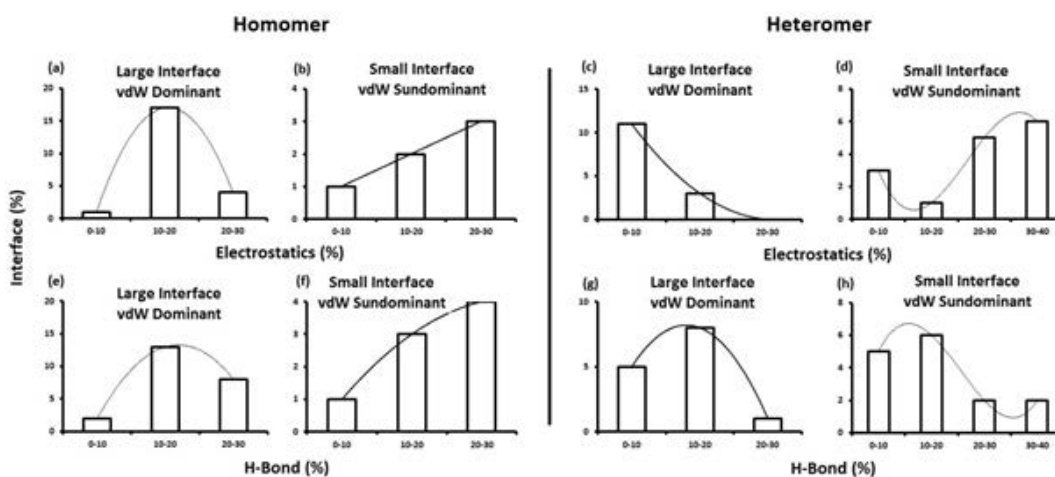 Homomer
Heteromer
(a)
Large Interface
vdW Dominant
20
15
10
5
0
0-10
10-20
20-30
(b)
Small Interface
vdW Sundominant
4
3
2
1
0
0-10
10-20
20-30
Electrostatics (%)
(c)
Large Interface
vdW Dominant
15
10
5
0
0-10
10-20
20-30
(d)
Small Interface
vdW Sundominant
8
6
4
2
0
0-10
10-20
20-30
30-40
Electrostatics (%)
Interface (%)
(e)
Large Interface
vdW Dominant
20
15
10
5
0
0-10
10-20
20-30
(f)
Small Interface
vdW Sundominant
4
3
2
1
0
0-10
10-20
20-30
H-Bond (%)
(g)
Large Interface
vdW Dominant
10
5
0
0-10
10-20
20-30
(h)
Small Interface
vdW Sundominant
8
6
4
2
0
0-10
10-20
20-30
30-40
H-Bond (%)